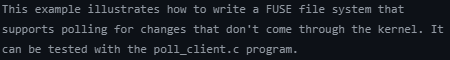 This example illustrates how to write a FUSE file system that
supports polling for changes that don't come through the kernel. It
can be tested with the poll_client.c program.